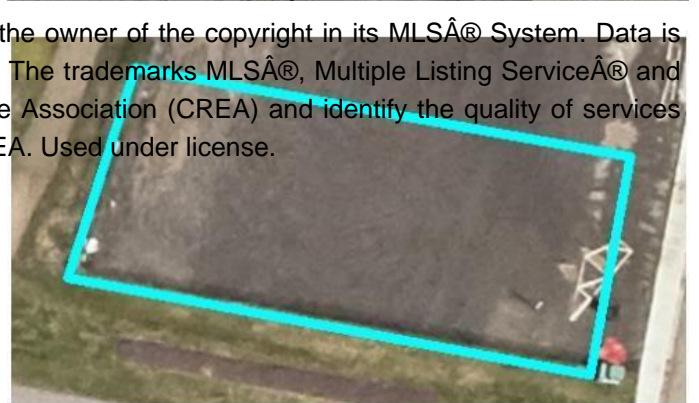 the owner of the copyright in its MLSÂ® System. Data is
The trademarks MLSÂ®, Multiple Listing ServiceÂ® and
e Association (CREA) and identify the quality of services
EA. Used under license.